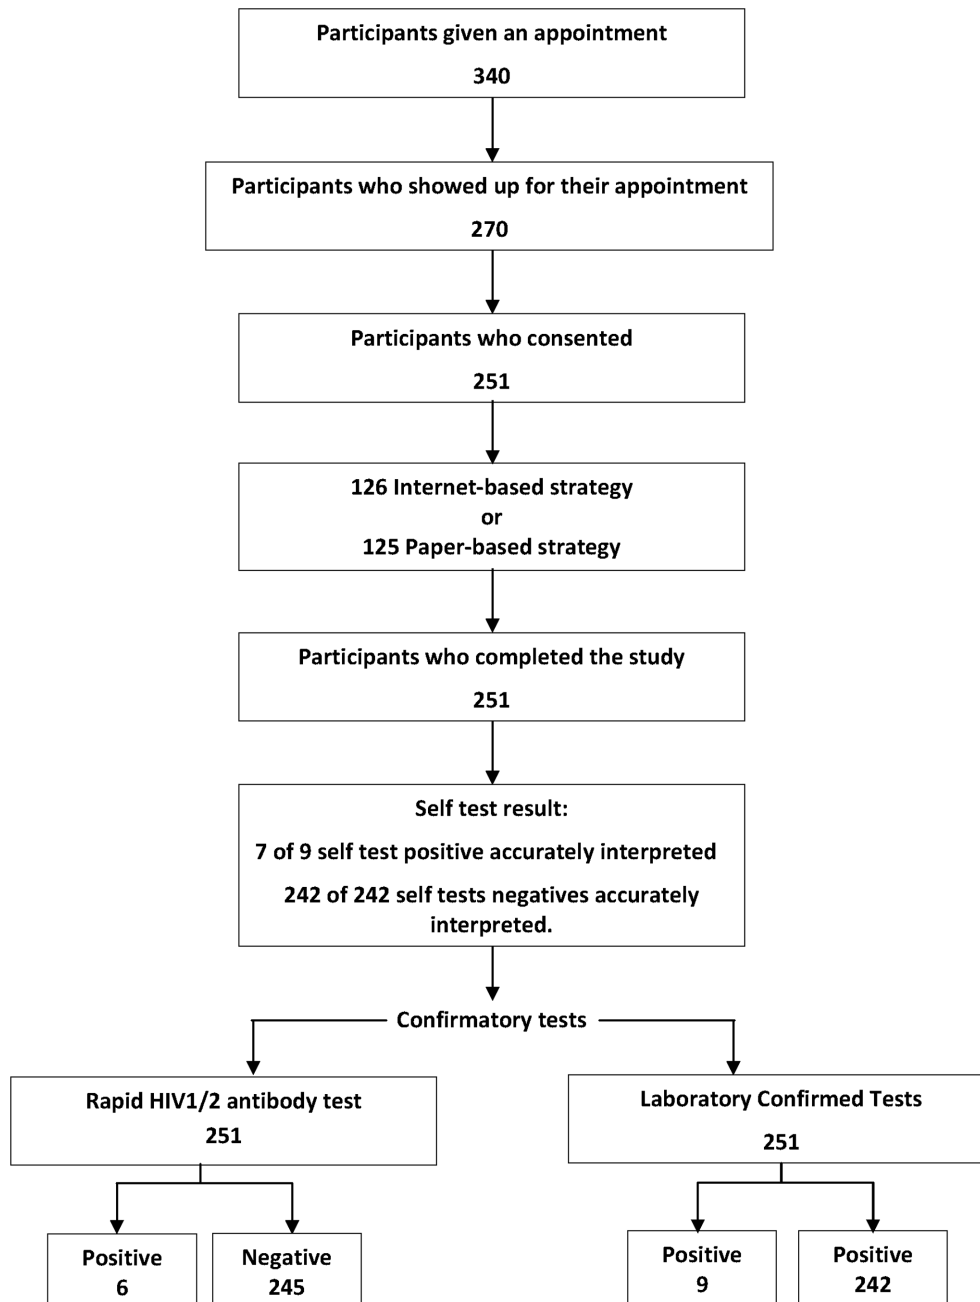 Participants given an appointment
340
Participants who showed up for their appointment
270
Participants who consented
251
126 Internet-based strategy
or
125 Paper-based strategy
Participants who completed the study
251
Self test result:
7 of 9 self test positive accurately interpreted
242 of 242 self tests negatives accurately
interpreted.
Confirmatory tests
Rapid HIV1/2 antibody test
251
Laboratory Confirmed Tests
251
Positive
6
Negative
245
Positive
9
Positive
242